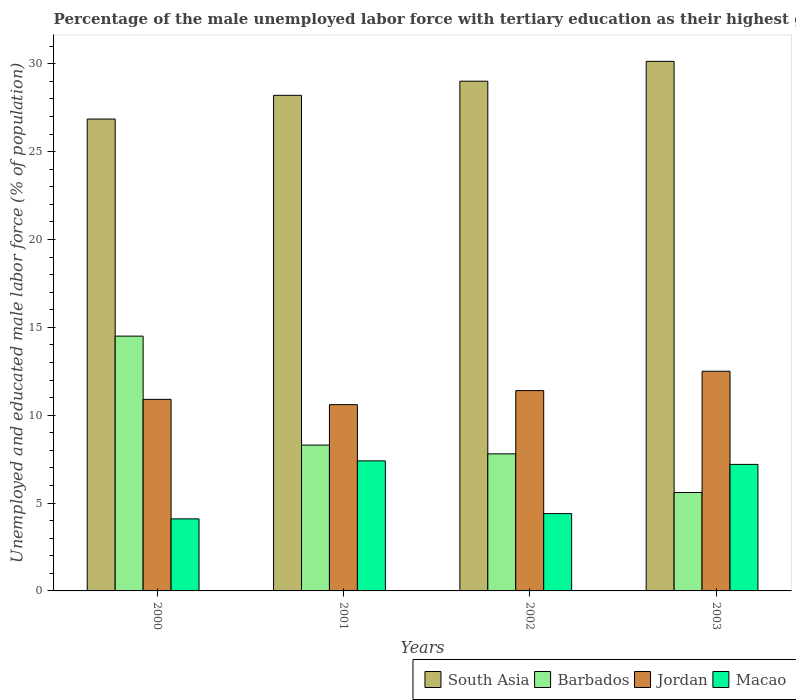 Percentage of the male unemployed labor force with tertiary education as their highest g
Unemployed and educated male labor force (% of population)
30
25
20
15
10
5
0
2000
2001
2002
2003
Years
South Asia
Barbados
Jordan
Macao